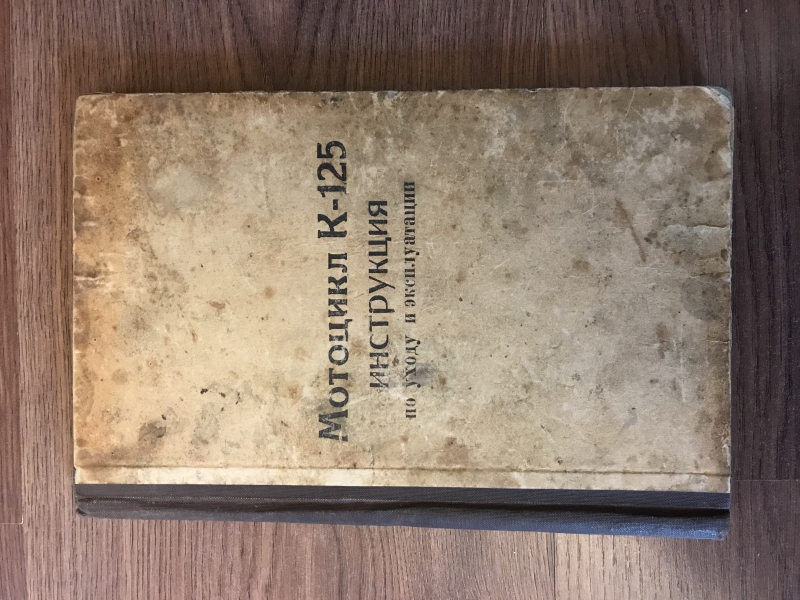 Мотоцикл К-125
инструкция
по уходу и эксплуатации